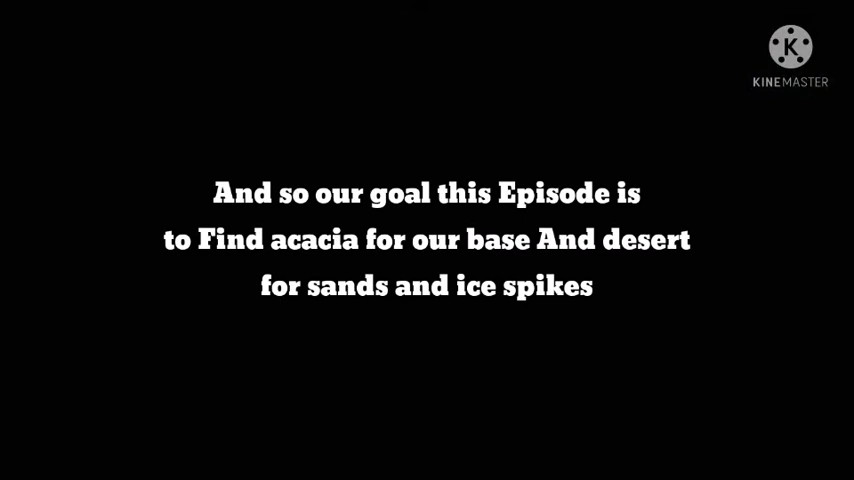 K
KINEMASTER
And so our goal this Episode is
to Find acacia for our base And desert
for sands and ice spikes